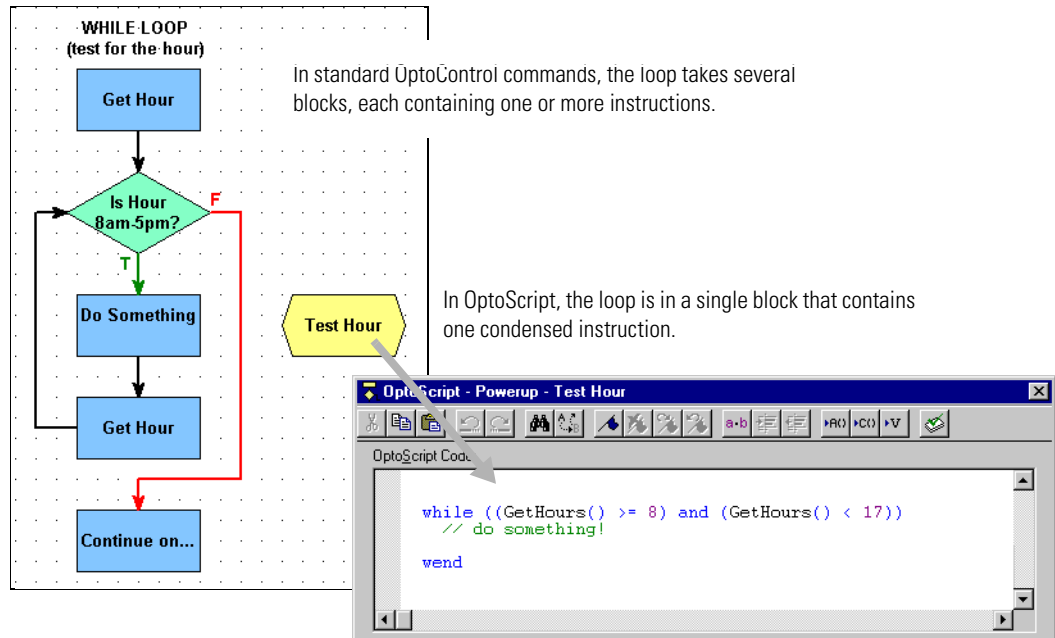 WHILE LOOP
(test for the hour)
Get Hour
In standard OptoControl commands, the loop takes several
blocks, each containing one or more instructions.
Is Hour
8am-5pm?
F
T
Do Something
Get Hour
Continue on...
Test Hour
In OptoScript, the loop is in a single block that contains
one condensed instruction.
OptoScript - Powerup - Test Hour
a•b
A()
C()
V
OptoScript Code
while ((GetHours() >= 8) and (GetHours() < 17))
// do something!
wend